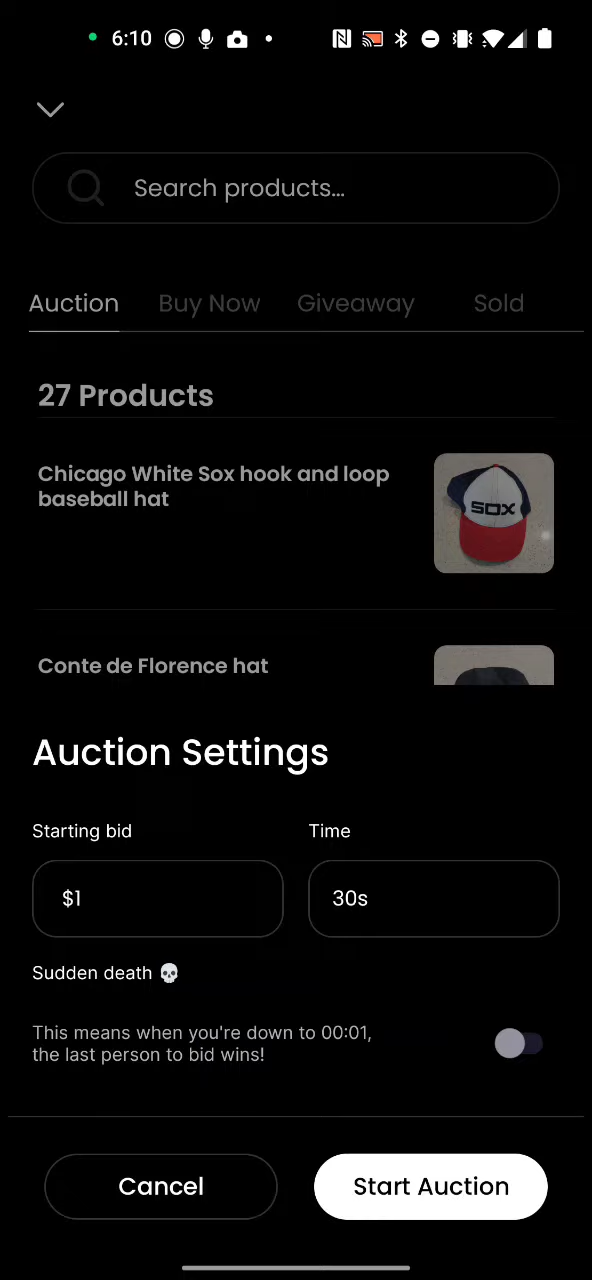 6:10
Search products...
Auction Buy Now Giveaway Sold
27 Products
Chicago White Sox hook and loop
baseball hat
SOX
Conte de Florence hat
Auction Settings
Starting bid Time
$1 30s
Sudden death 💀
This means when you're down to 00:01,
the last person to bid wins!
Cancel Start Auction